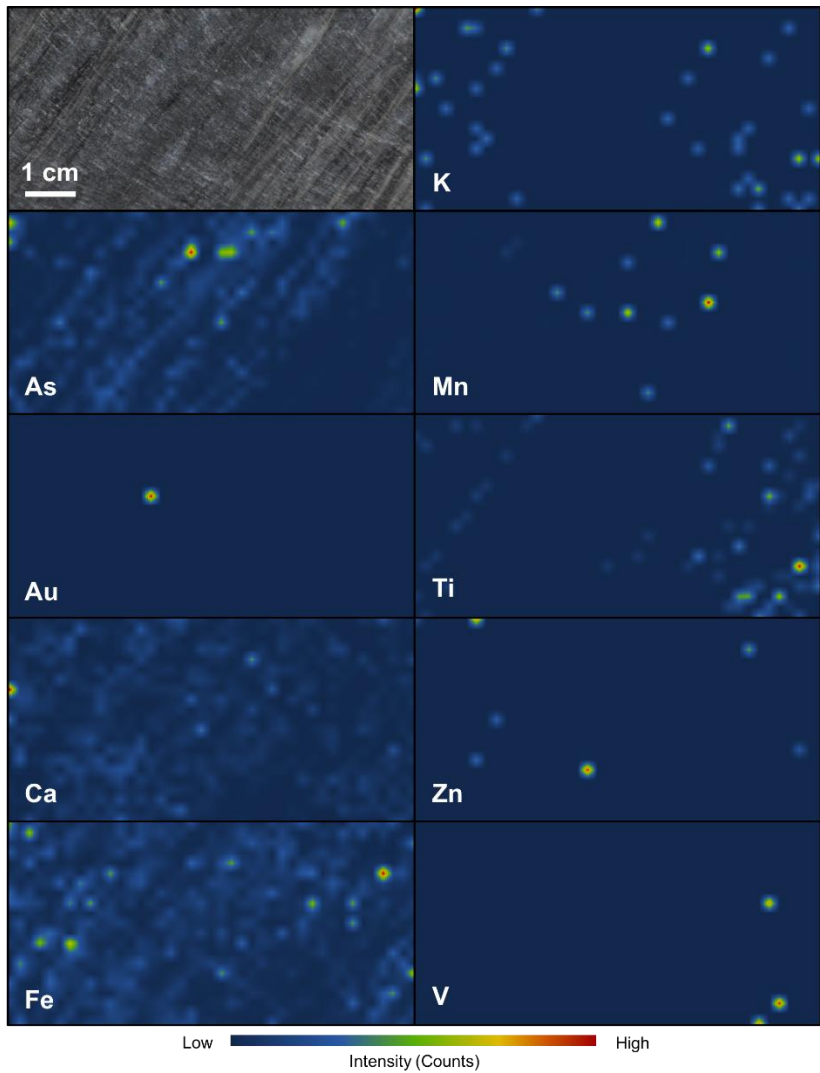 1 cm
K
As
Mn
Au
Ti
Ca
Zn
Fe
V
Low High
Intensity (Counts)